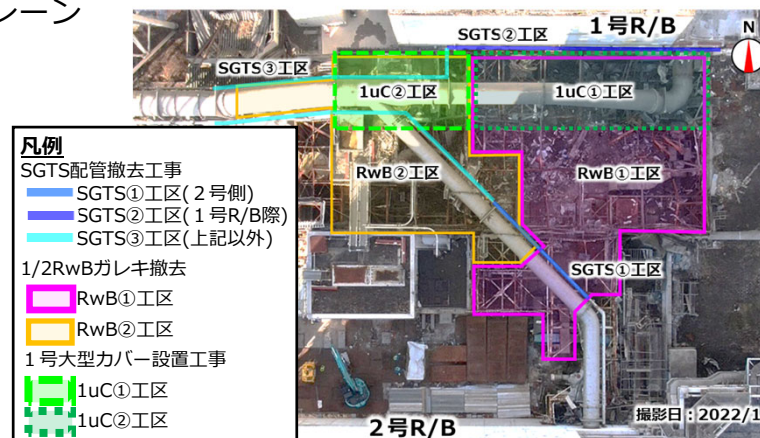 レーン
1号R/B
SGTS②工区
N
SGTS③工区
1uC②工区
1uC①工区
凡例
SGTS配管撤去工事
SGTS①工区(２号側)
SGTS②工区(１号R/B際)
SGTS③工区(上記以外)
1/2RwBガレキ撤去
RwB①工区
RwB②工区
１号大型カバー設置工事
1uC①工区
1uC②工区
RwB②工区
RwB①工区
SGTS①工区
撮影日：2022/1
2号R/B